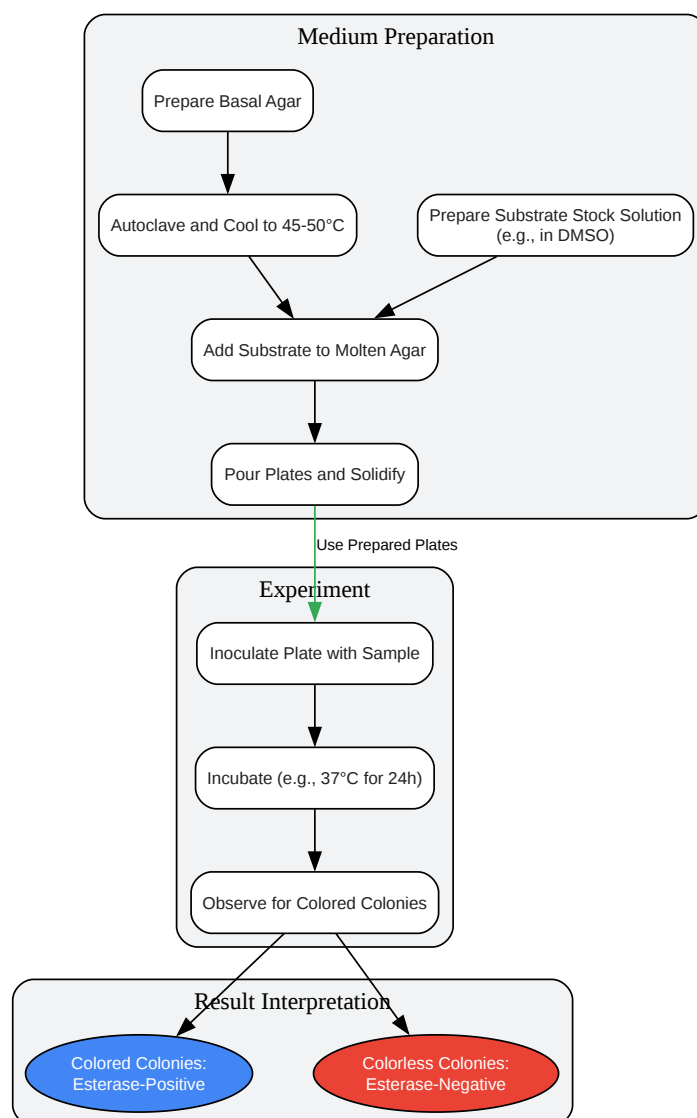 Medium Preparation
Prepare Basal Agar
Autoclave and Cool to 45-50°C
Prepare Substrate Stock Solution
(e.g., in DMSO)
Add Substrate to Molten Agar
Pour Plates and Solidify
Use Prepared Plates
Experiment
Inoculate Plate with Sample
Incubate (e.g., 37°C for 24h)
Observe for Colored Colonies
Result Interpretation
Colored Colonies:
Esterase-Positive
Colorless Colonies:
Esterase-Negative